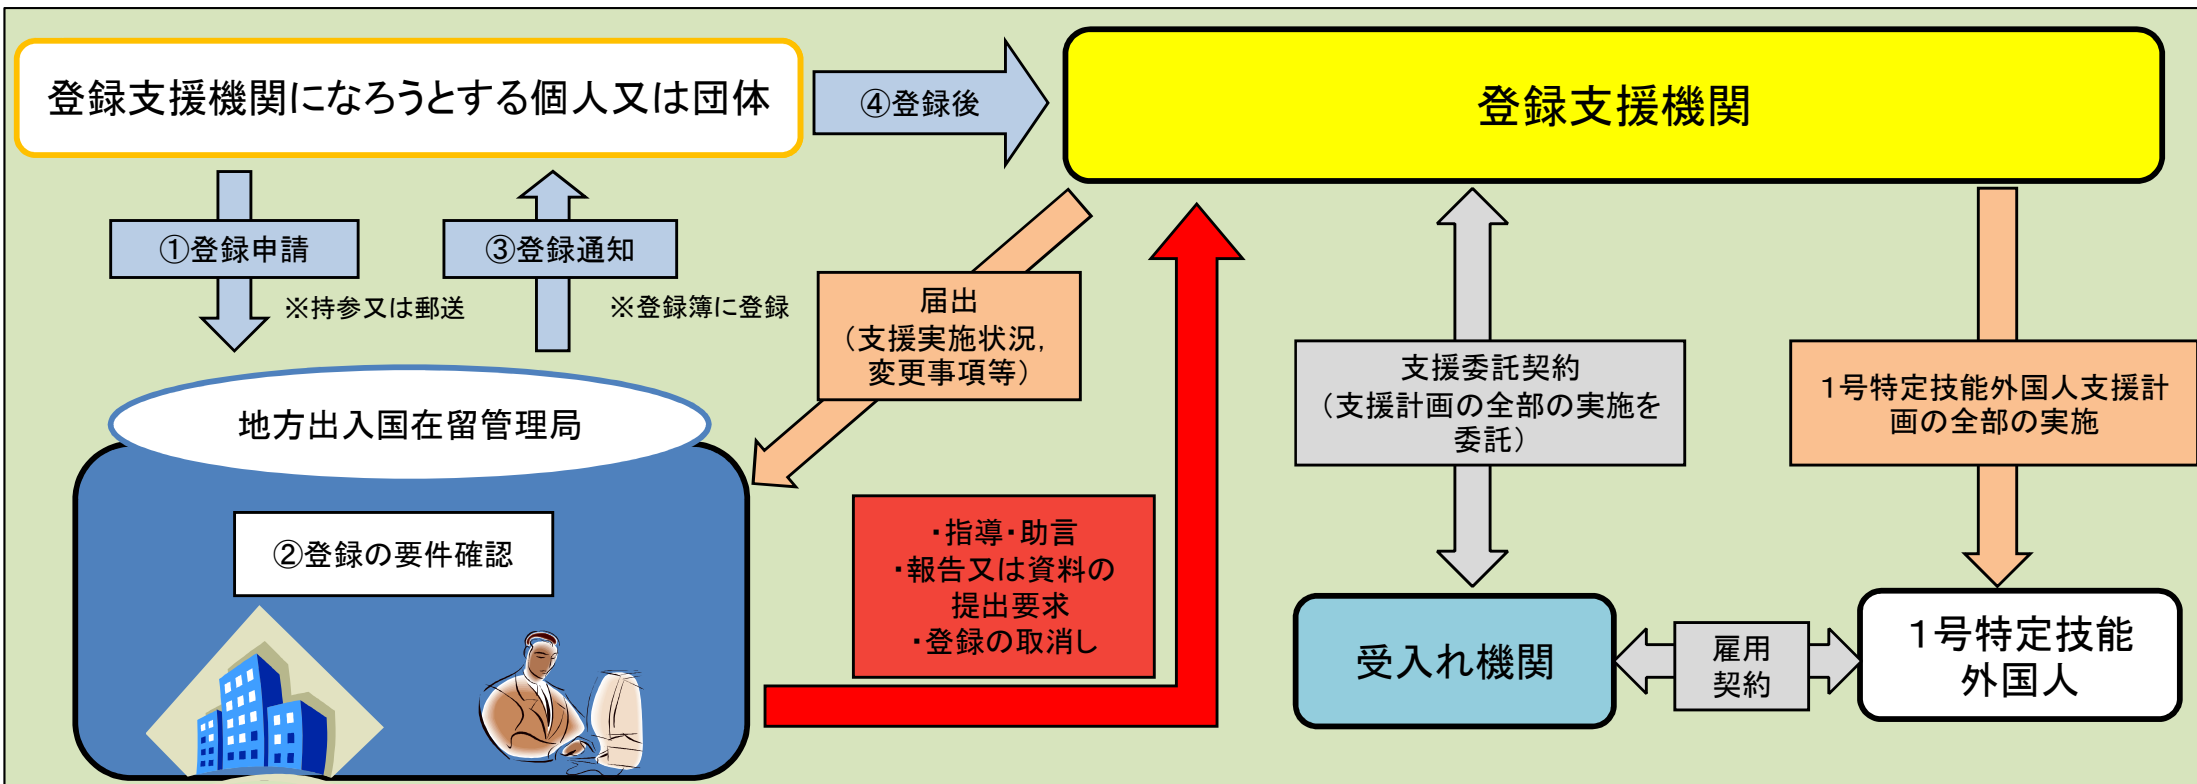 登録支援機関になろうとする個人又は団体
④登録後
登録支援機関
①登録申請
※持参又は郵送
③登録通知
※登録簿に登録
届出
（支援実施状況，
変更事項等）
地方出入国在留管理局
②登録の要件確認
・指導・助言
・報告又は資料の
提出要求
・登録の取消し
支援委託契約
（支援計画の全部の実施を
委託）
1号特定技能外国人支援計
画の全部の実施
受入れ機関
雇用
契約
1号特定技能
外国人